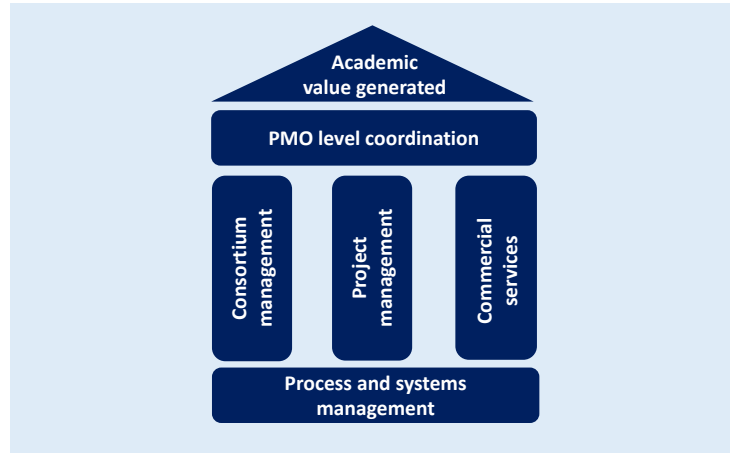 Academic
value generated
PMO level coordination
Consortium
management
Project
management
Commercial
services
Process and systems
management